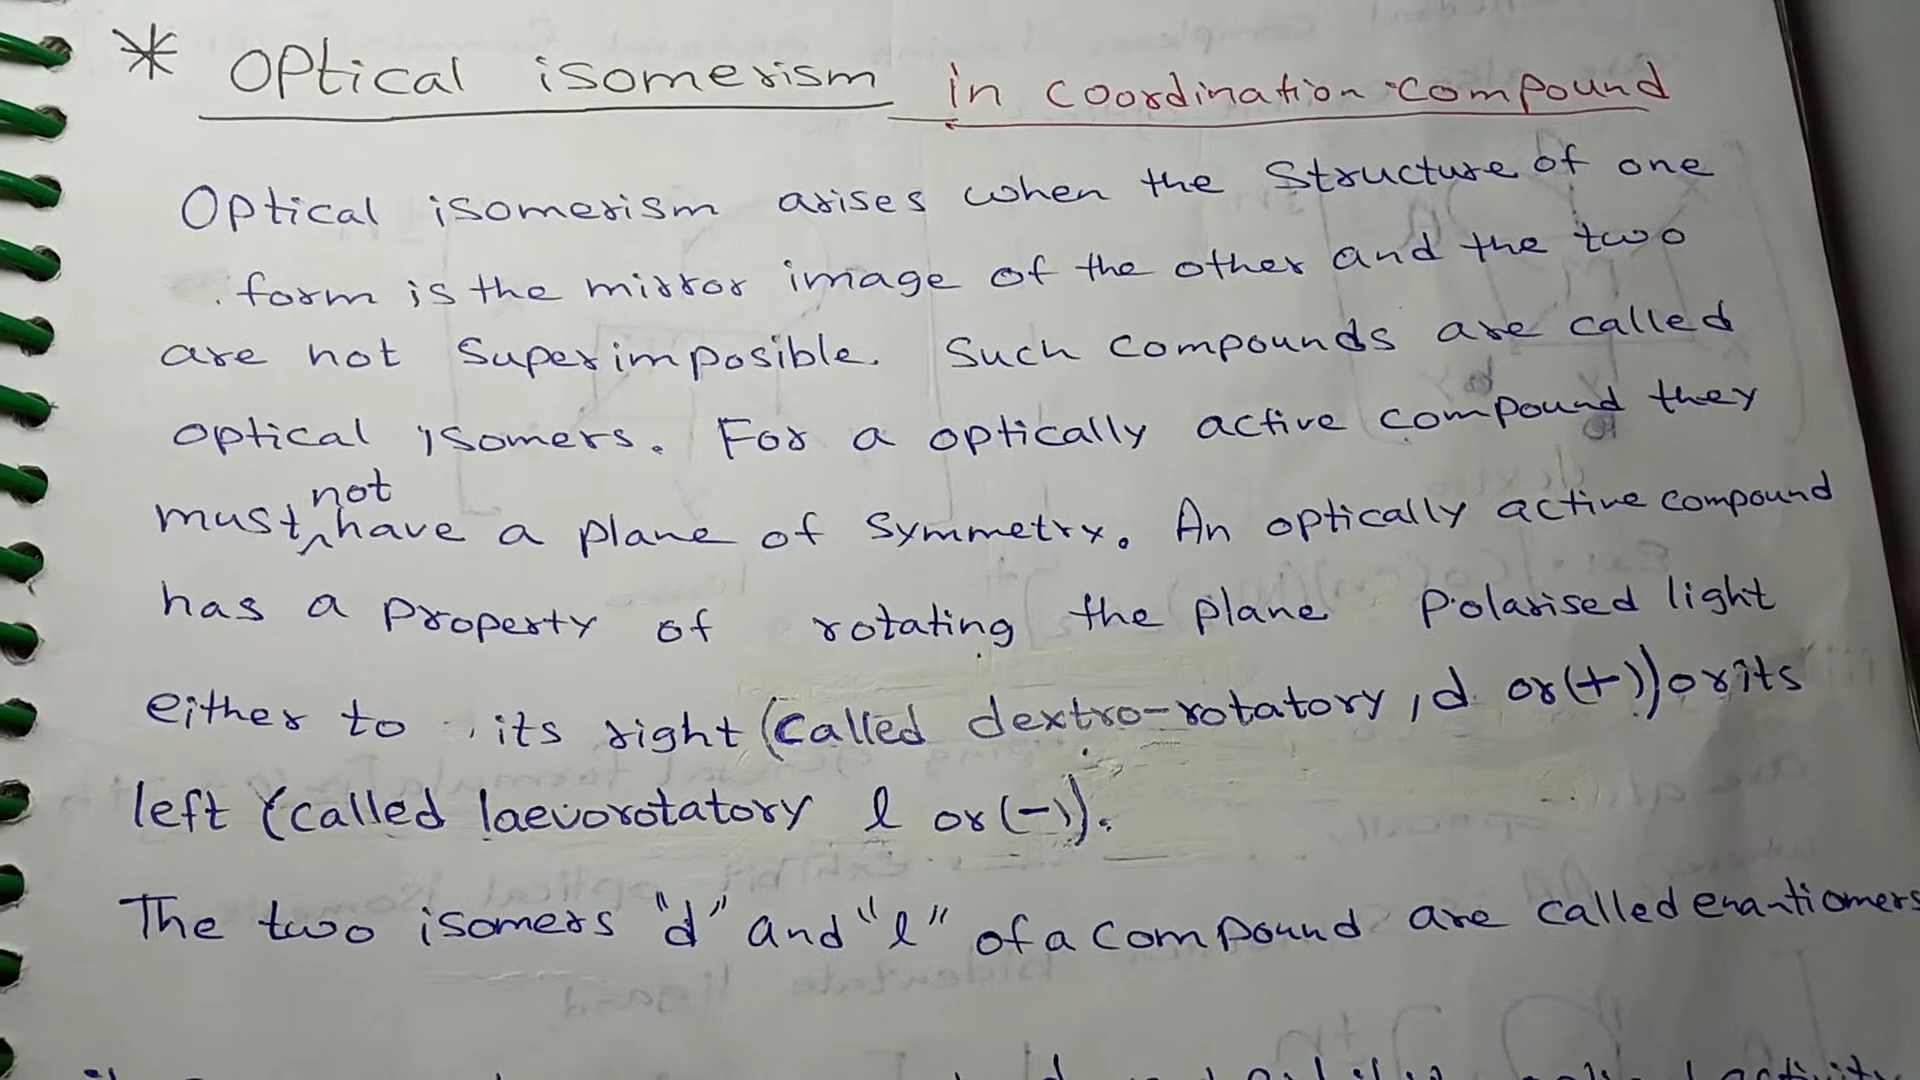 * Optical isomerism in coordination compound
Optical isomerism arises when the structure of one
form is the mirror image of the other and the two
are not superimposible. Such compounds are called
optical isomers. For a optically active compound they
must not have a plane of symmetry. An optically active compound
has a property of rotating the plane polarised light
either to its right (called dextro-rotatory, d or (+)) or its
left (called laevorotatory l or (-)).
The two isomers "d" and "l" of a compound are called enantiomers